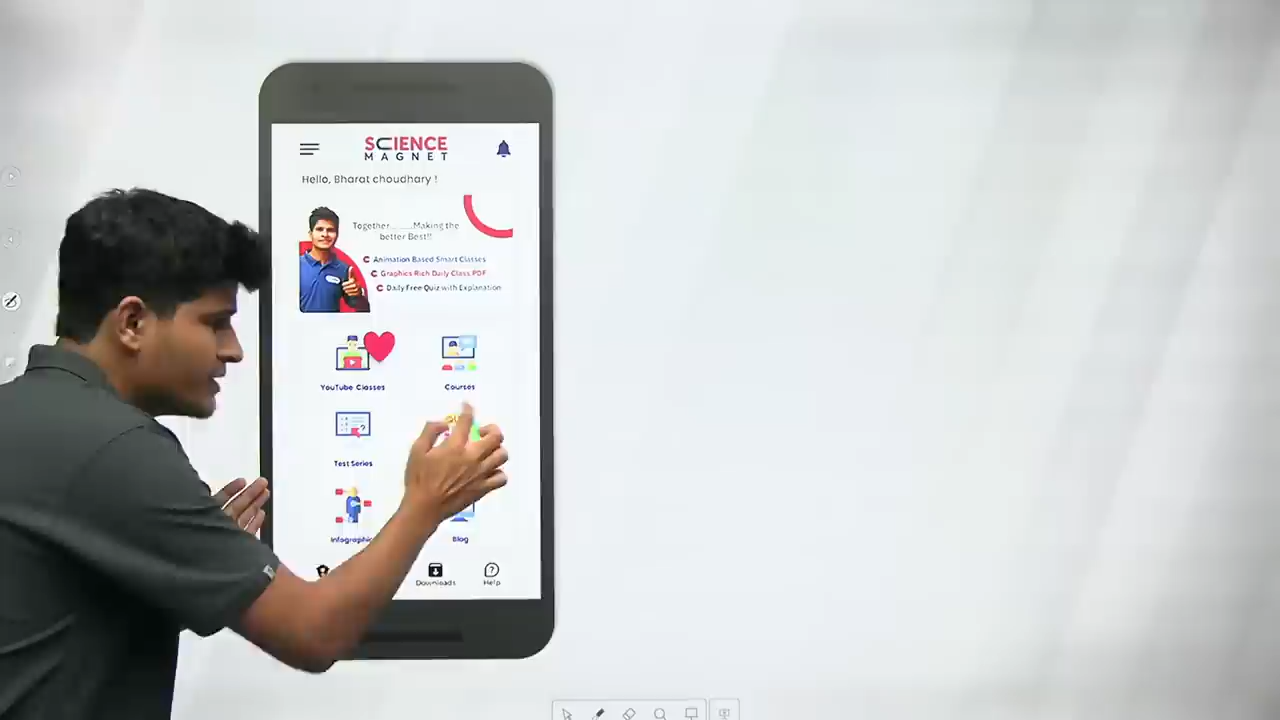 SCIENCE
MAGNET
Hello, Bharat choudhary !
Together.......Making the
better Best!!
Animation Based Smart Classes
Graphics Rich Daily Class PDF
Daily Free Quiz with Explanation
YouTube Classes
Courses
Test Series
Infographic
Blog
Downloads
Help